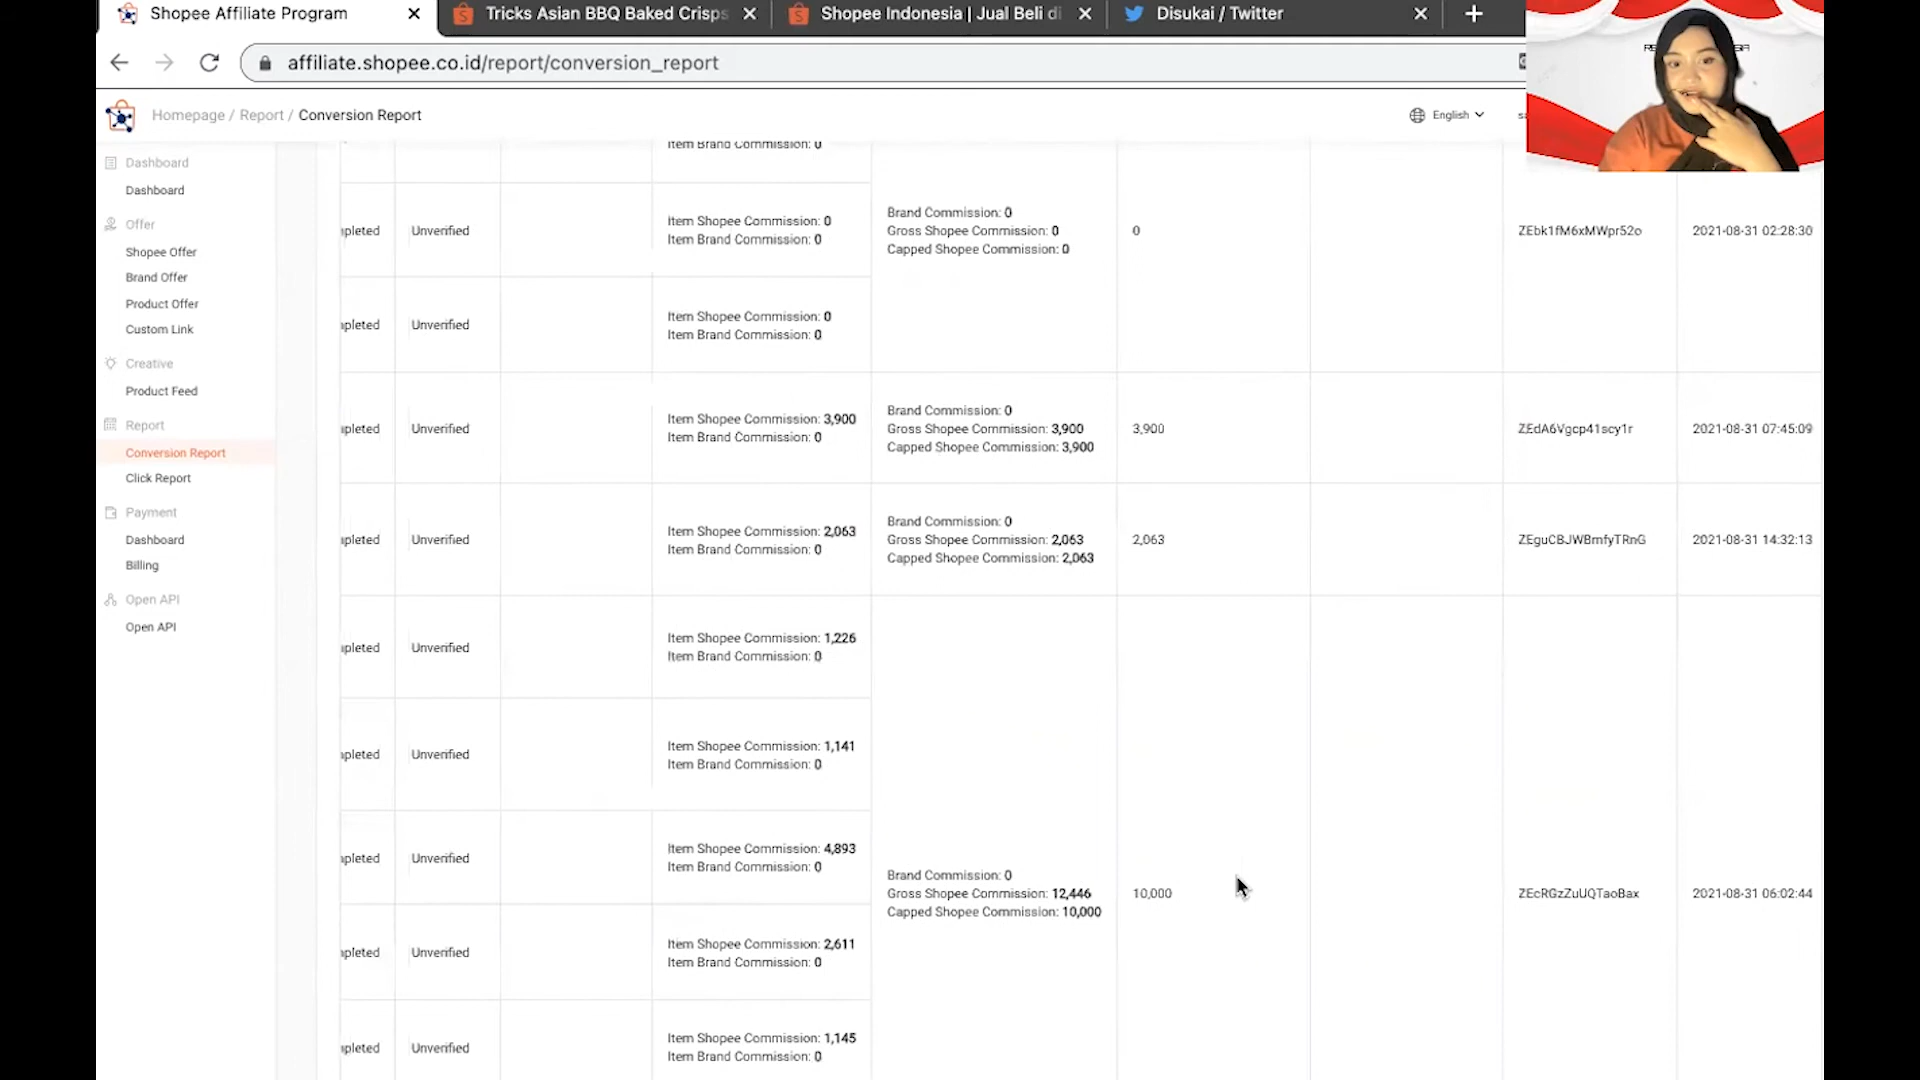 Shopee Affiliate Program
Tricks Asian BBQ Baked Crisps
Shopee Indonesia | Jual Beli di
Disukai / Twitter
affiliate.shopee.co.id/report/conversion_report
Homepage / Report / Conversion Report
English
Dashboard
Dashboard
Offer
Shopee Offer
Brand Offer
Product Offer
Custom Link
Creative
Product Feed
Report
Conversion Report
Click Report
Payment
Dashboard
Billing
Open API
Open API
Item Brand Commission: 0
npleted
Unverified
Item Shopee Commission: 0
Item Brand Commission: 0
Brand Commission: 0
Gross Shopee Commission: 0
Capped Shopee Commission: 0
0
ZEbk1fM6xMWpr52o
2021-08-31 02:28:30
npleted
Unverified
Item Shopee Commission: 0
Item Brand Commission: 0
npleted
Unverified
Item Shopee Commission: 3,900
Item Brand Commission: 0
Brand Commission: 0
Gross Shopee Commission: 3,900
Capped Shopee Commission: 3,900
3,900
ZEdA6Vgcp41scy1r
2021-08-31 07:45:09
npleted
Unverified
Item Shopee Commission: 2,063
Item Brand Commission: 0
Brand Commission: 0
Gross Shopee Commission: 2,063
Capped Shopee Commission: 2,063
2,063
ZEguCBJWBmfyTRnG
2021-08-31 14:32:13
npleted
Unverified
Item Shopee Commission: 1,226
Item Brand Commission: 0
npleted
Unverified
Item Shopee Commission: 1,141
Item Brand Commission: 0
npleted
Unverified
Item Shopee Commission: 4,893
Item Brand Commission: 0
Brand Commission: 0
Gross Shopee Commission: 12,446
Capped Shopee Commission: 10,000
10,000
ZEcRGzZuUQTaoBax
2021-08-31 06:02:44
npleted
Unverified
Item Shopee Commission: 2,611
Item Brand Commission: 0
npleted
Unverified
Item Shopee Commission: 1,145
Item Brand Commission: 0